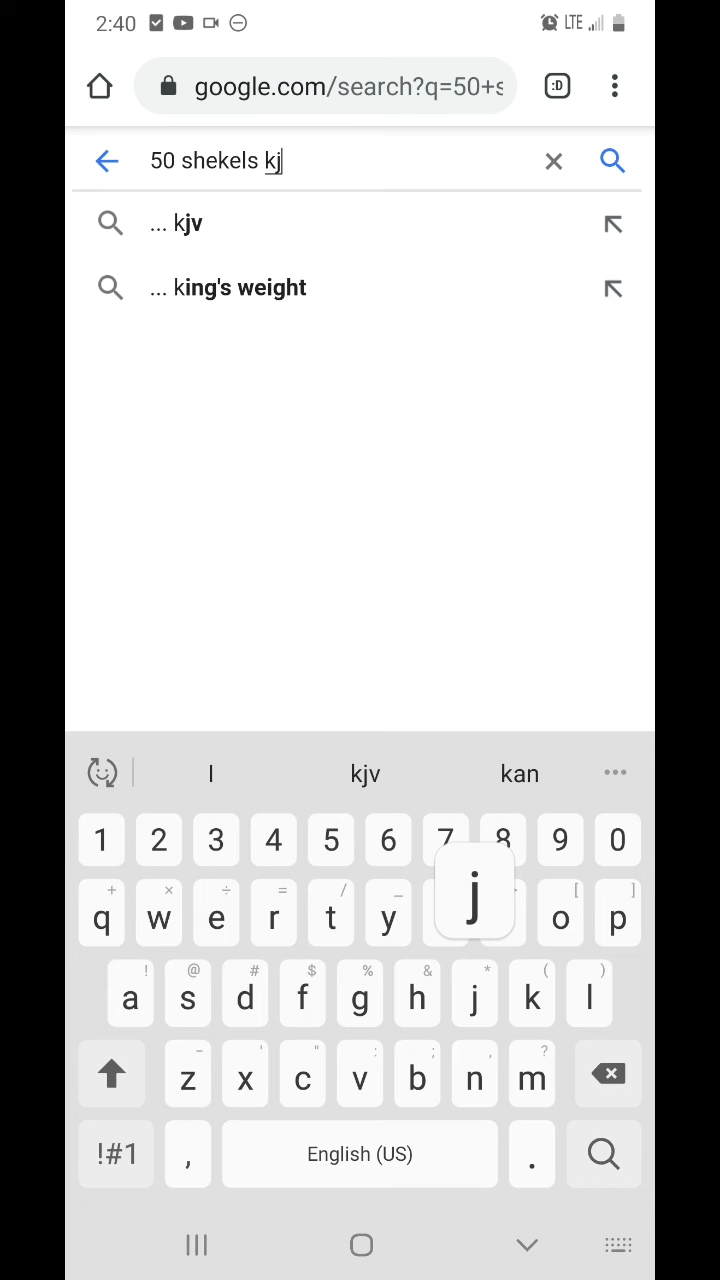 2:40 LTE
:D
google.com/search?q=50+s
50 shekels kj
... kjv
... king's weight
I kjv kan •••
1 2 3 4 5 6 7 8 9 0
+ × ÷ = / _ [ ]
q w e r t y j o p
! @ # $ % & * ( )
a s d f g h j k l
- ' " : ; , ?
z x c v b n m
!#1 , English (US) .